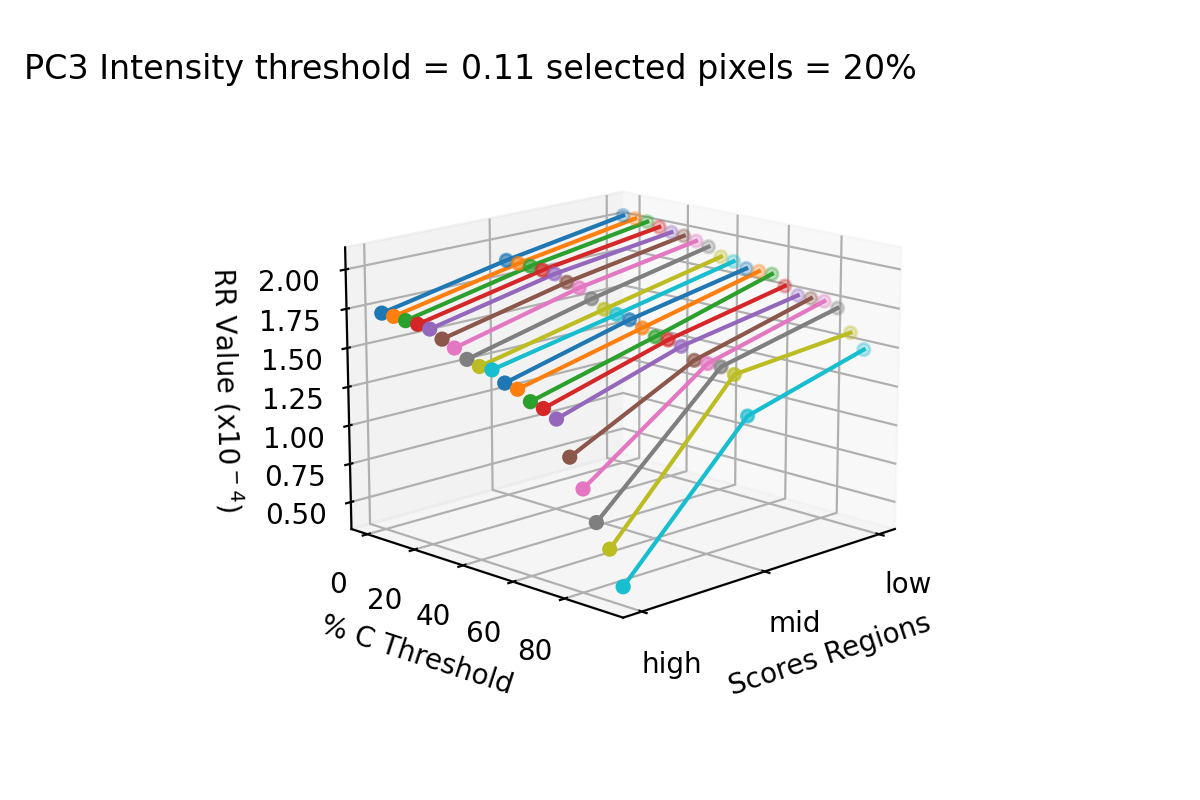 PC3 Intensity threshold = 0.11 selected pixels = 20%
RR Value (x10⁻⁴)
2.00
1.75
1.50
1.25
1.00
0.75
0.50
0
20
40
60
80
% C Threshold
high
mid
low
Scores Regions